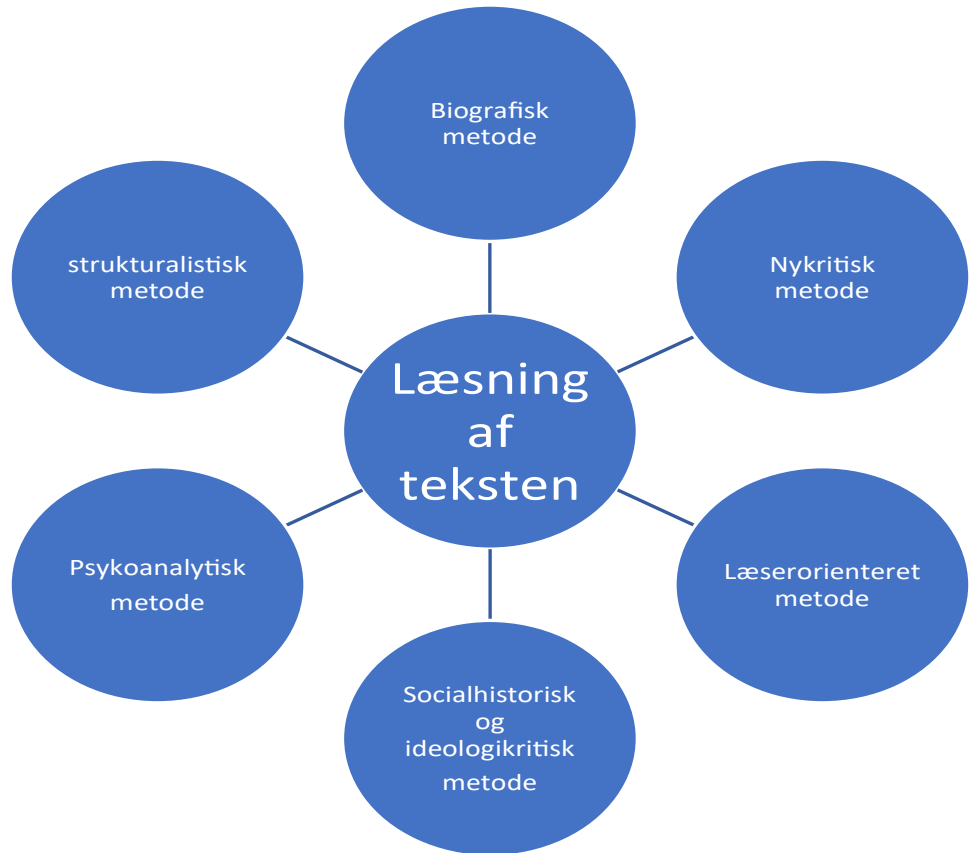 Biografisk
metode
Nykritisk
metode
Læserorienteret
metode
Socialhistorisk
og
ideologikritisk
metode
Psykoanalytisk
metode
strukturalistisk
metode
Læsning
af
teksten